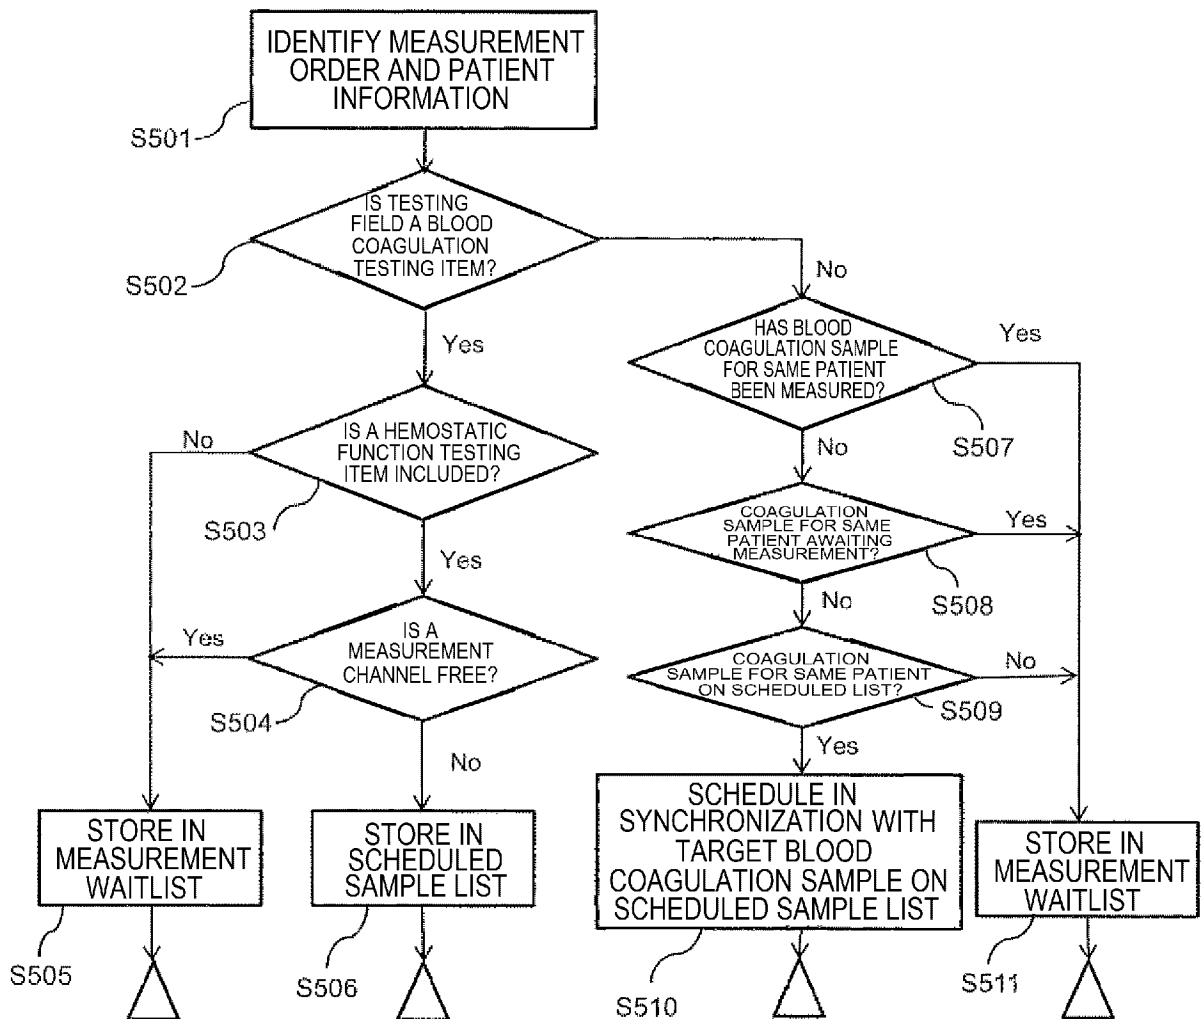 IDENTIFY MEASUREMENT
ORDER AND PATIENT
INFORMATION
S501
IS TESTING
FIELD A BLOOD
COAGULATION
TESTING ITEM?
S502
No
Yes
HAS BLOOD
COAGULATION SAMPLE
FOR SAME PATIENT
BEEN MEASURED?
Yes
S507
No
No
IS A HEMOSTATIC
FUNCTION TESTING
ITEM INCLUDED?
S503
Yes
COAGULATION
SAMPLE FOR SAME
PATIENT AWAITING
MEASUREMENT?
Yes
S508
No
Yes
IS A
MEASUREMENT
CHANNEL FREE?
S504
No
COAGULATION
SAMPLE FOR SAME PATIENT
ON SCHEDULED LIST?
No
S509
Yes
STORE IN
MEASUREMENT
WAITLIST
S505
STORE IN
SCHEDULED
SAMPLE LIST
S506
SCHEDULE IN
SYNCHRONIZATION WITH
TARGET BLOOD
COAGULATION SAMPLE ON
SCHEDULED SAMPLE LIST
S510
STORE IN
MEASUREMENT
WAITLIST
S511